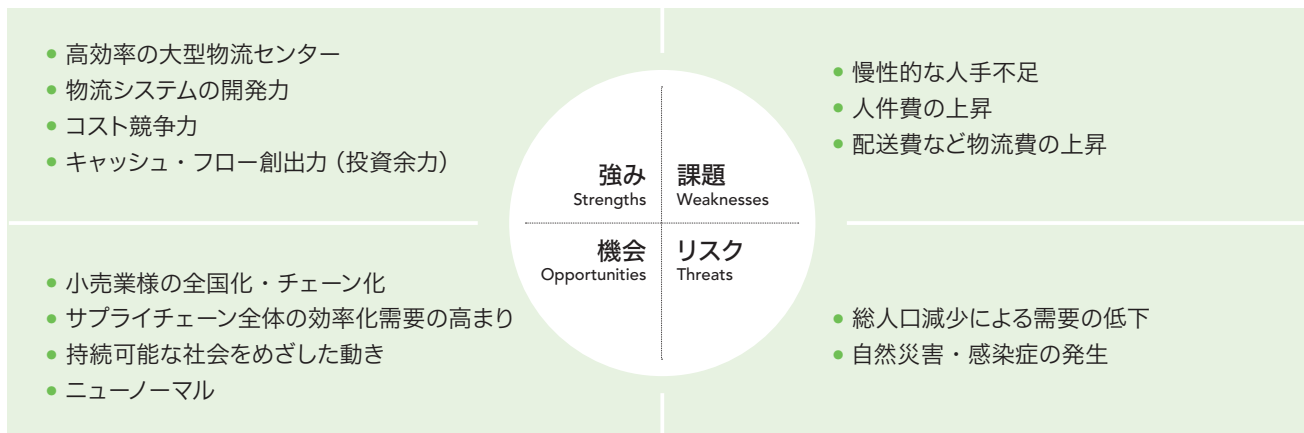 ● 高効率の大型物流センター
● 物流システムの開発力
● コスト競争力
● キャッシュ・フロー創出力（投資余力）
● 慢性的な人手不足
● 人件費の上昇
● 配送費など物流費の上昇
強み
Strengths
課題
Weaknesses
機会
Opportunities
リスク
Threats
● 小売業様の全国化・チェーン化
● サプライチェーン全体の効率化需要の高まり
● 持続可能な社会をめざした動き
● ニューノーマル
● 総人口減少による需要の低下
● 自然災害・感染症の発生